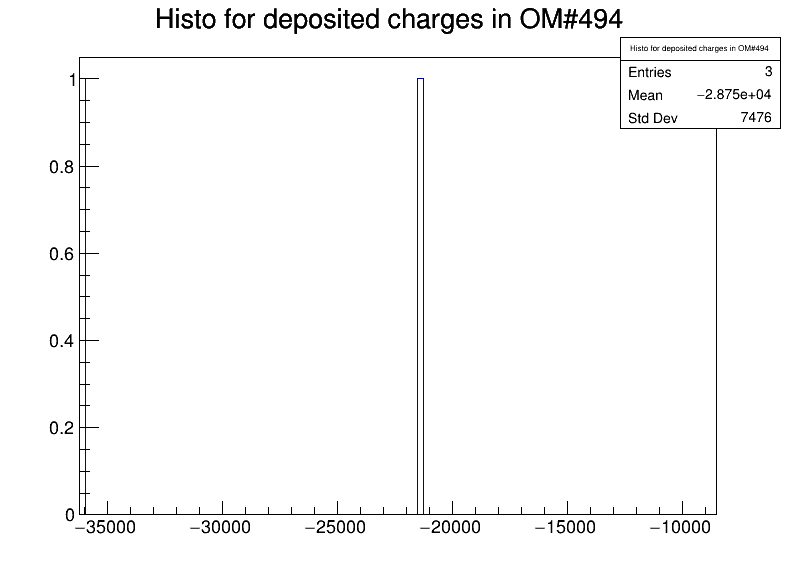 Histo for deposited charges in OM#494
Histo for deposited charges in OM#494
Entries 3
Mean −2.875e+04
Std Dev 7476
1
0.8
0.6
0.4
0.2
0
−35000 −30000 −25000 −20000 −15000 −10000